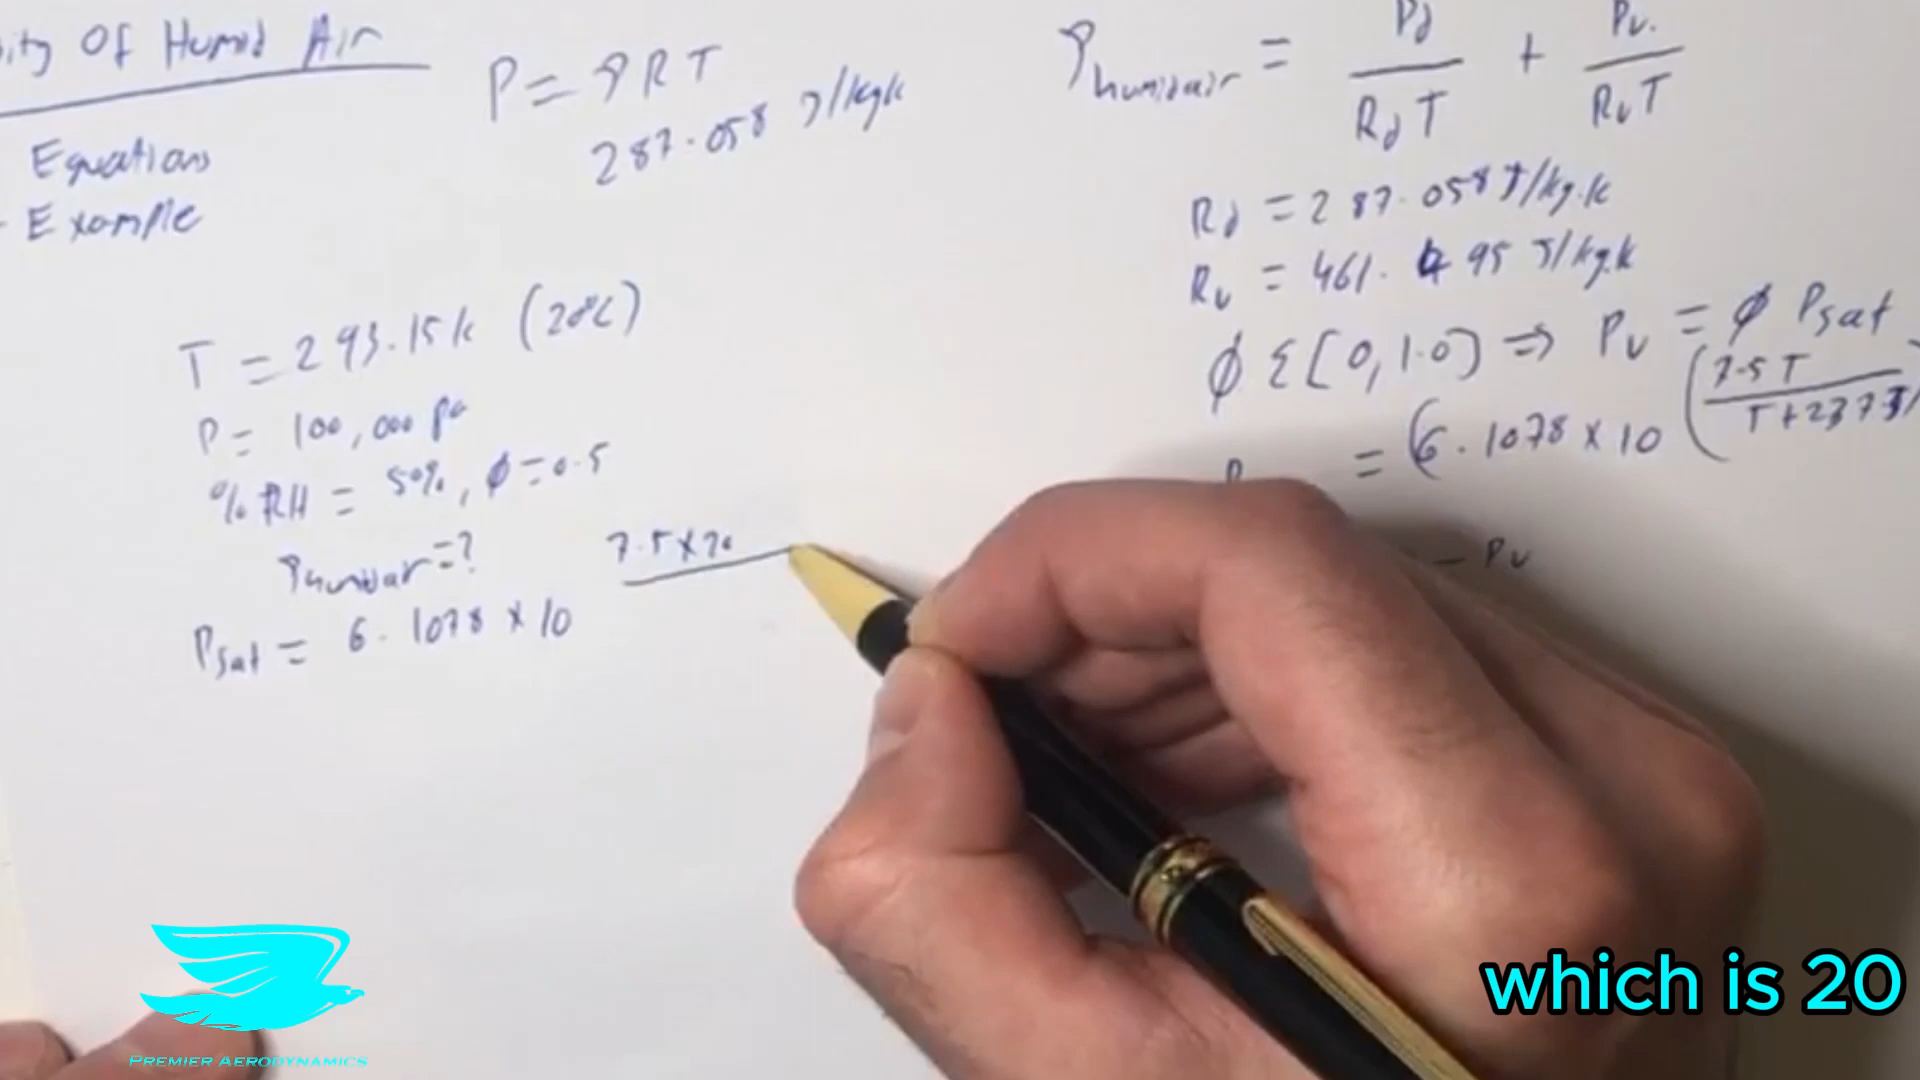 ity Of Humid Air
Equations
- Example
P = ρRT
287.058 J/kgk
ρhumidair = Pd / RdT + Pv. / RvT
Rd = 287.058 J/kg.k
Rv = 461.495 J/kg.k
φ ε [0,1.0] ⇒ Pv = φ Psat
= (6.1078 x 10 (7.5T / T+237.3)
- Pv
T = 293.15k (20°C)
P = 100,000 pa
% RH = 50%, φ = 0.5
ρhumidair = ?
Psat = 6.1078 x 10
7.5 x 20
which is 20
PREMIER AERODYNAMICS